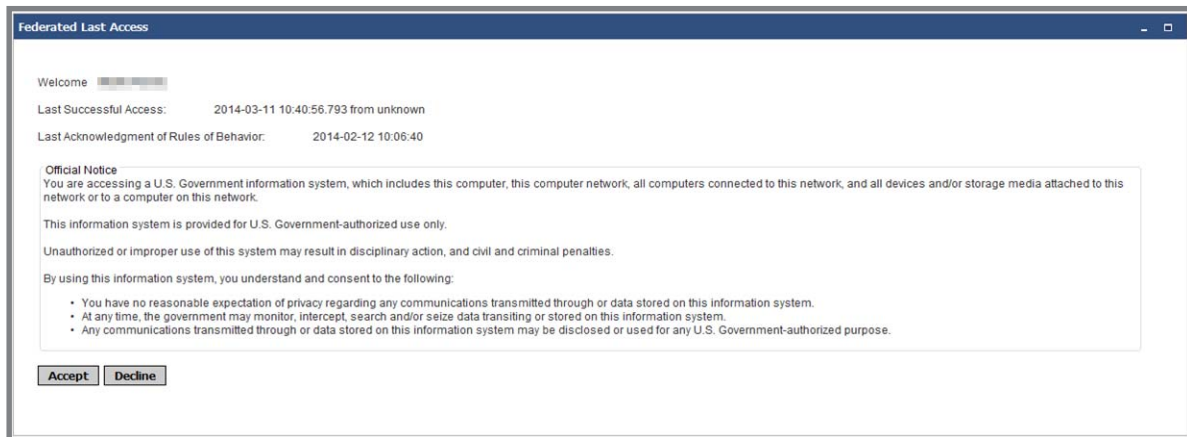 Federated Last Access
Welcome
Last Successful Access: 2014-03-11 10:40:56.793 from unknown
Last Acknowledgment of Rules of Behavior: 2014-02-12 10:06:40
Official Notice
You are accessing a U.S. Government information system, which includes this computer, this computer network, all computers connected to this network, and all devices and/or storage media attached to this
network or to a computer on this network.
This information system is provided for U.S. Government-authorized use only.
Unauthorized or improper use of this system may result in disciplinary action, and civil and criminal penalties.
By using this information system, you understand and consent to the following:
• You have no reasonable expectation of privacy regarding any communications transmitted through or data stored on this information system.
• At any time, the government may monitor, intercept, search and/or seize data transiting or stored on this information system.
• Any communications transmitted through or data stored on this information system may be disclosed or used for any U.S. Government-authorized purpose.
Accept Decline